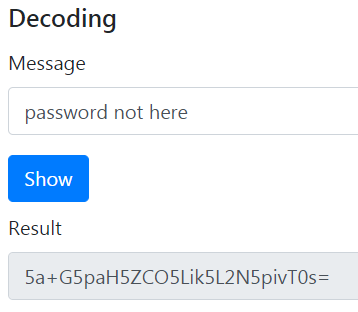 Decoding
Message
password not here
Show
Result
5a+G5paH5ZCO5Lik5L2N5pivT0s=